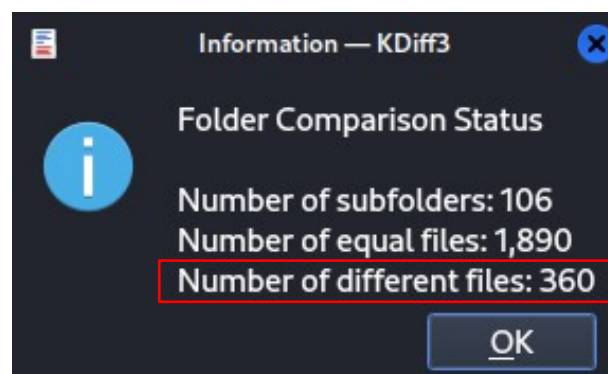 Information — KDiff3
Folder Comparison Status
Number of subfolders: 106
Number of equal files: 1,890
Number of different files: 360
OK